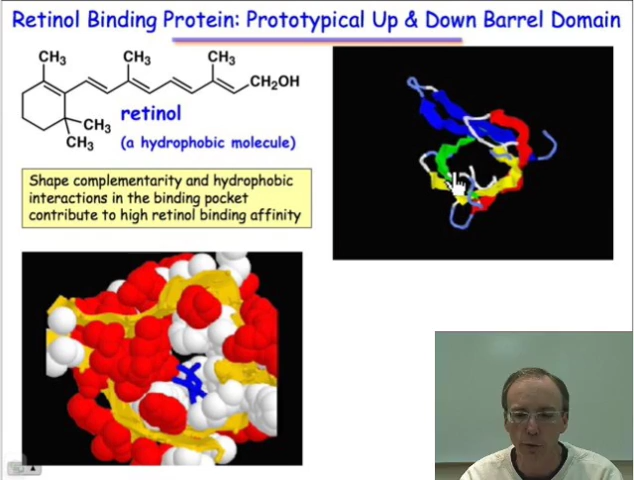 Retinol Binding Protein: Prototypical Up & Down Barrel Domain
CH₃
CH₃
CH₃
CH₂OH
retinol
CH₃
CH₃
(a hydrophobic molecule)
Shape complementarity and hydrophobic
interactions in the binding pocket
contribute to high retinol binding affinity